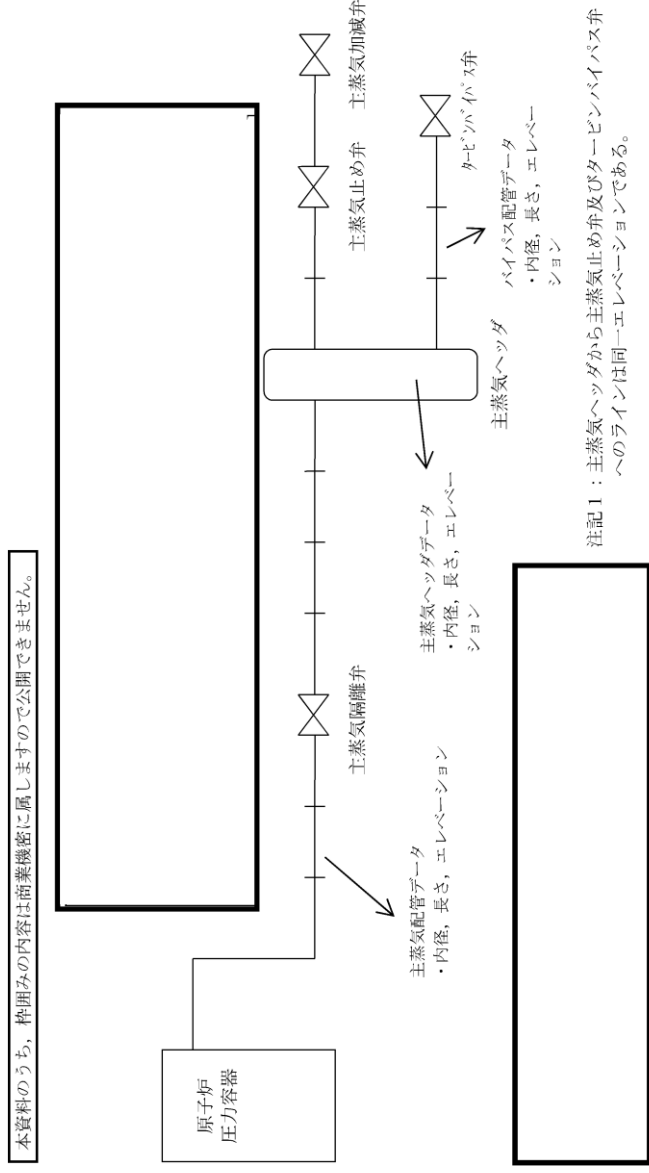 本資料のうち，枠囲みの内容は商業機密に属しますので公開できません。
原子炉
圧力容器
主蒸気配管データ
・内径，長さ，エレベーション
主蒸気隔離弁
主蒸気ヘッダデータ
・内径，長さ，エレベー
ション
主蒸気ヘッダ
主蒸気止め弁
主蒸気加減弁
バイパス配管データ
・内径，長さ，エレベー
ション
タービンバイパス弁
注記1：主蒸気ヘッダから主蒸気止め弁及びタービンバイパス弁
へのラインは同一エレベーションである。